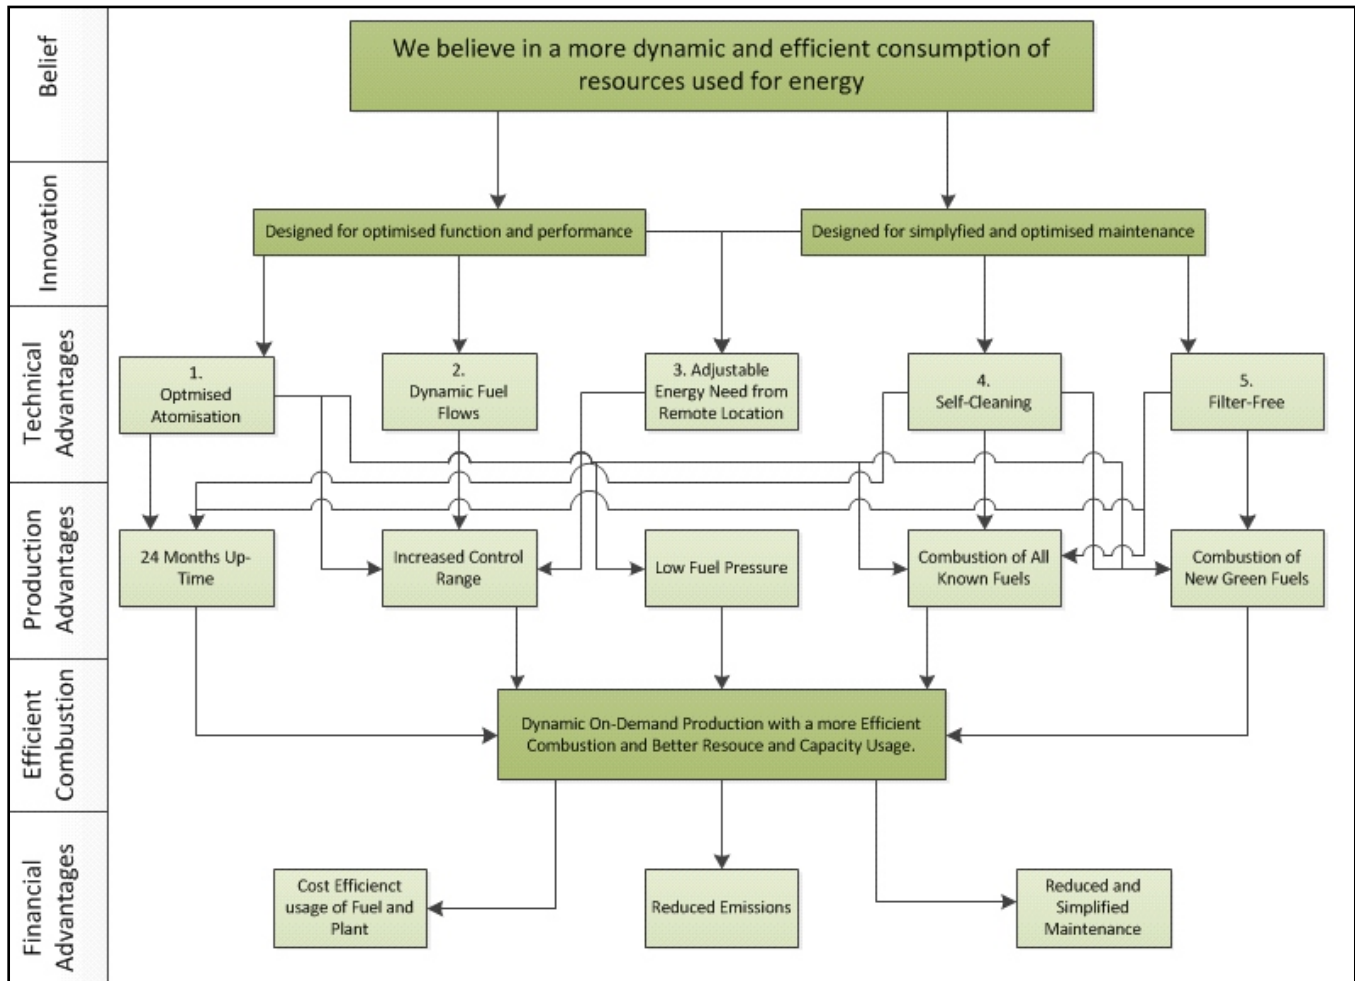 Belief
We believe in a more dynamic and efficient consumption of
resources used for energy
Innovation
Designed for optimised function and performance
Designed for simplyfied and optimised maintenance
Technical
Advantages
1.
Optmised
Atomisation
2.
Dynamic Fuel
Flows
3. Adjustable
Energy Need from
Remote Location
4.
Self-Cleaning
5.
Filter-Free
Production
Advantages
24 Months Up-
Time
Increased Control
Range
Low Fuel Pressure
Combustion of All
Known Fuels
Combustion of
New Green Fuels
Efficient
Combustion
Dynamic On-Demand Production with a more Efficient
Combustion and Better Resouce and Capacity Usage.
Financial
Advantages
Cost Efficienct
usage of Fuel and
Plant
Reduced Emissions
Reduced and
Simplified
Maintenance